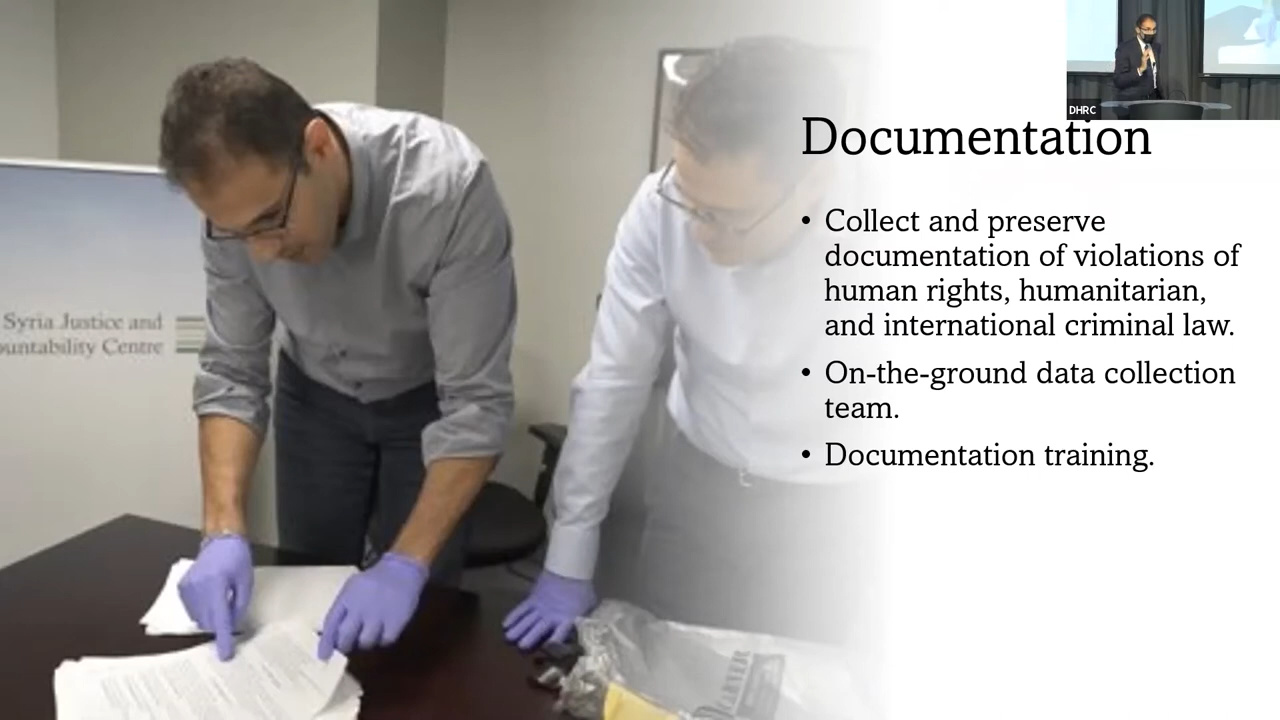 DHRC
Documentation
• Collect and preserve
documentation of violations of
human rights, humanitarian,
and international criminal law.
• On-the-ground data collection
team.
• Documentation training.
Syria Justice and
Centre